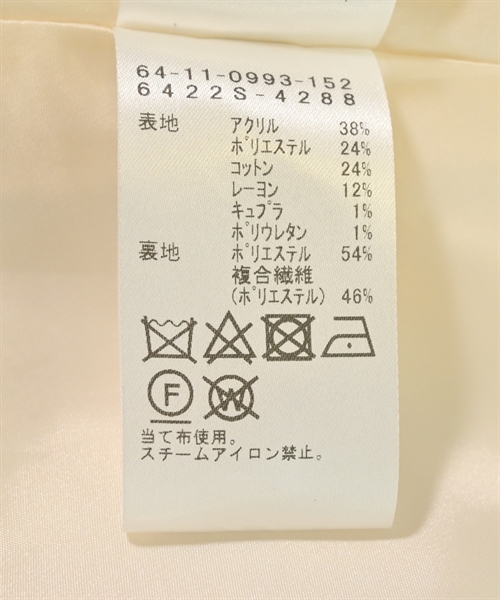 64-11-0993-152
6422S-4288
表地 アクリル 38%
ポリエステル 24%
コットン 24%
レーヨン 12%
キュプラ 1%
ポリウレタン 1%
裏地 ポリエステル 54%
複合繊維
(ポリエステル) 46%
F
W
当て布使用。
スチームアイロン禁止。